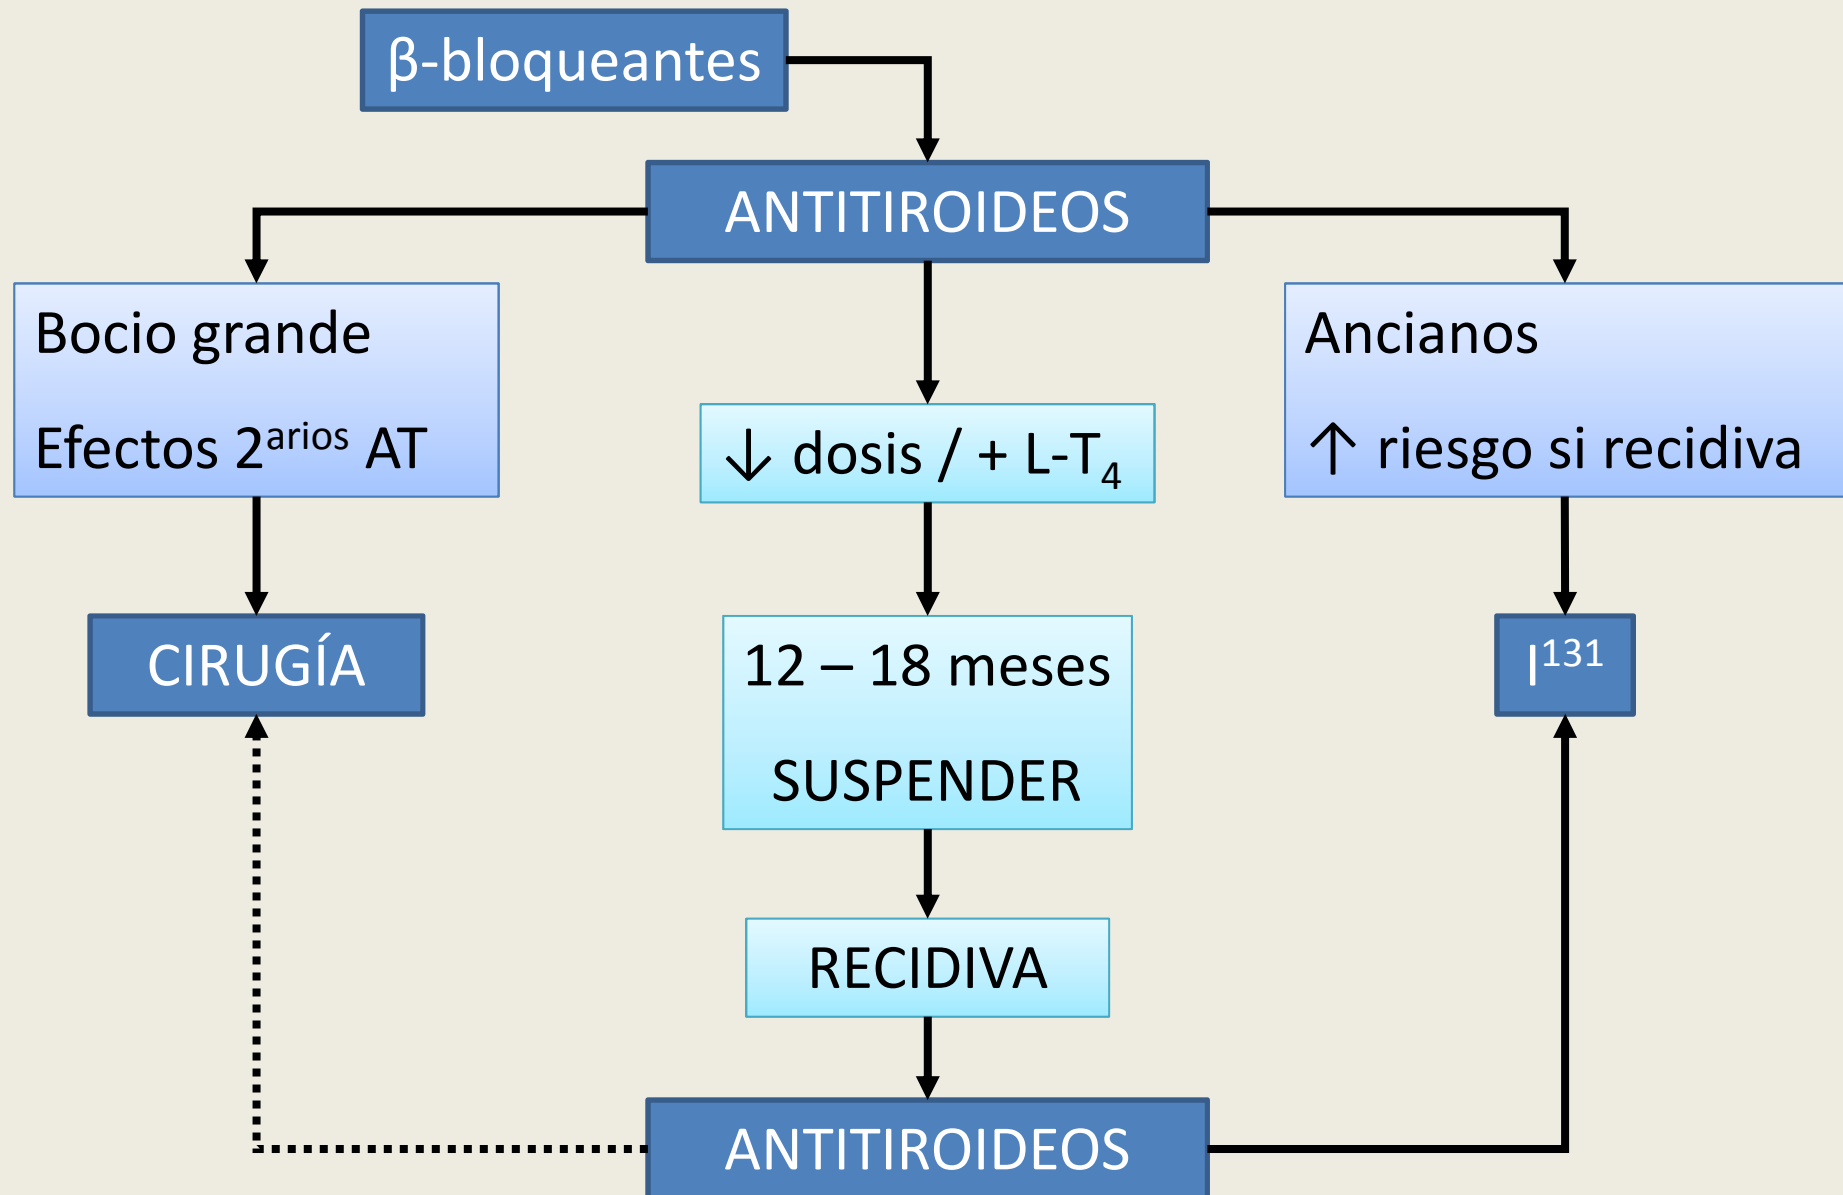 β-bloqueantes
ANTITIROIDEOS
Bocio grande
Efectos 2ᵃʳⁱᵒˢ AT
↓ dosis / + L-T₄
Ancianos
↑ riesgo si recidiva
CIRUGÍA
12 – 18 meses
SUSPENDER
I¹³¹
RECIDIVA
ANTITIROIDEOS